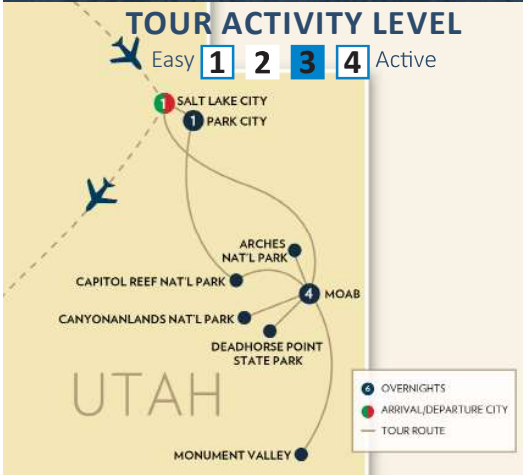 TOUR ACTIVITY LEVEL
Easy 1 2 3 4 Active
1 SALT LAKE CITY
1 PARK CITY
ARCHES
NAT'L PARK
CAPITOL REEF NAT'L PARK
4 MOAB
CANYONANLANDS NAT'L PARK
DEADHORSE POINT
STATE PARK
UTAH
6 OVERNIGHTS
ARRIVAL/DEPARTURE CITY
TOUR ROUTE
MONUMENT VALLEY